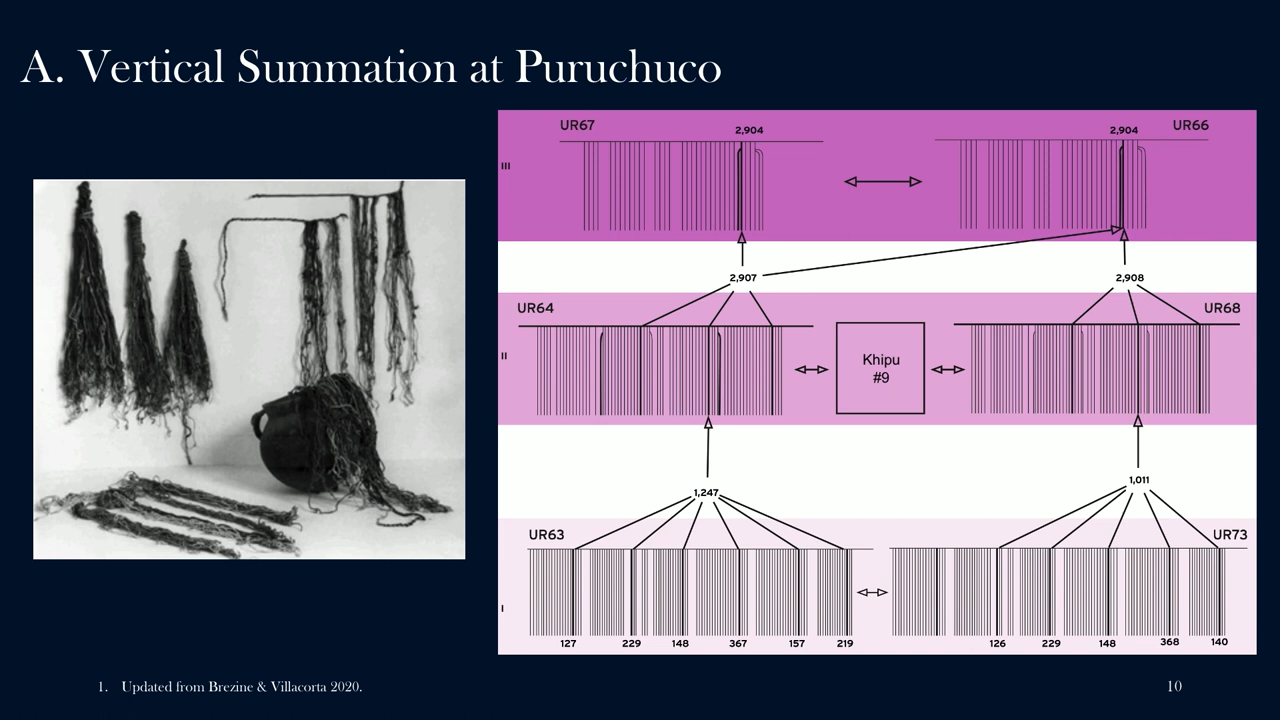 A. Vertical Summation at Puruchuco
UR67
2,904
2,904
UR66
III
2,907
2,908
UR64
UR68
II
Khipu
#9
1,247
1,011
UR63
UR73
I
127 229 148 367 157 219
126 229 148 368 140
1. Updated from Brezine & Villacorta 2020.
10